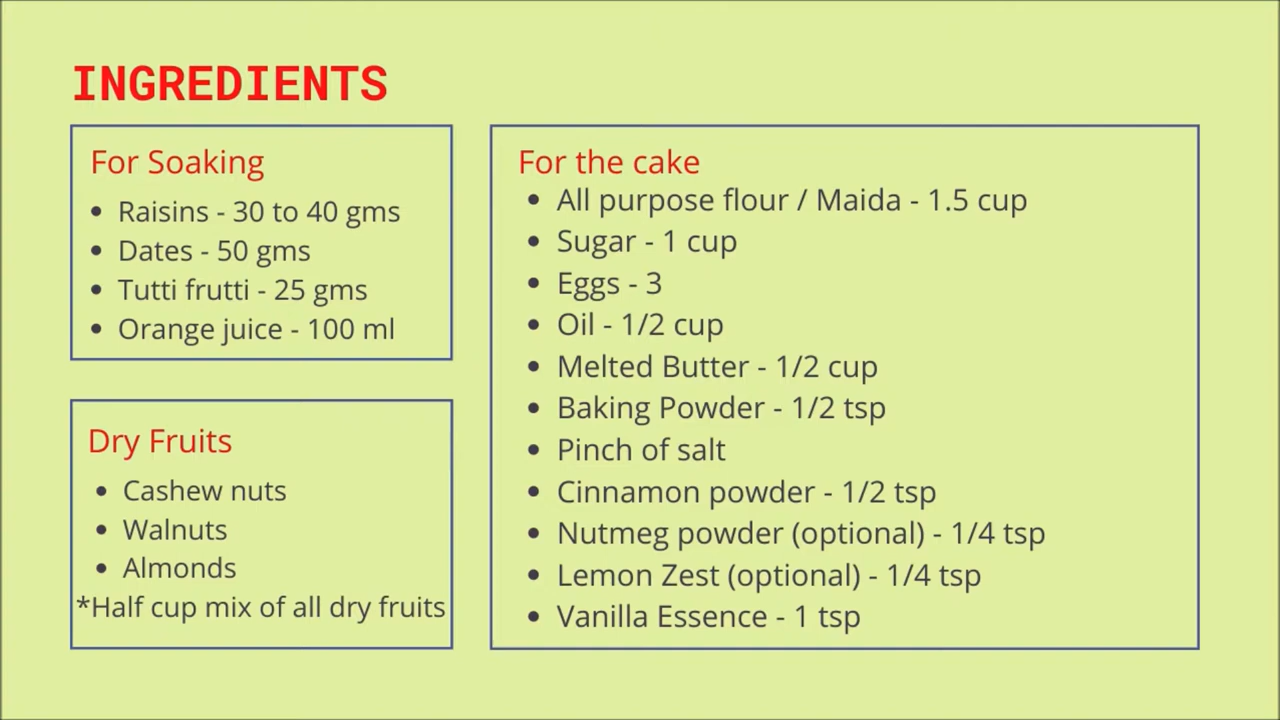 INGREDIENTS
For Soaking
• Raisins - 30 to 40 gms
• Dates - 50 gms
• Tutti frutti - 25 gms
• Orange juice - 100 ml
Dry Fruits
• Cashew nuts
• Walnuts
• Almonds
*Half cup mix of all dry fruits
For the cake
• All purpose flour / Maida - 1.5 cup
• Sugar - 1 cup
• Eggs - 3
• Oil - 1/2 cup
• Melted Butter - 1/2 cup
• Baking Powder - 1/2 tsp
• Pinch of salt
• Cinnamon powder - 1/2 tsp
• Nutmeg powder (optional) - 1/4 tsp
• Lemon Zest (optional) - 1/4 tsp
• Vanilla Essence - 1 tsp